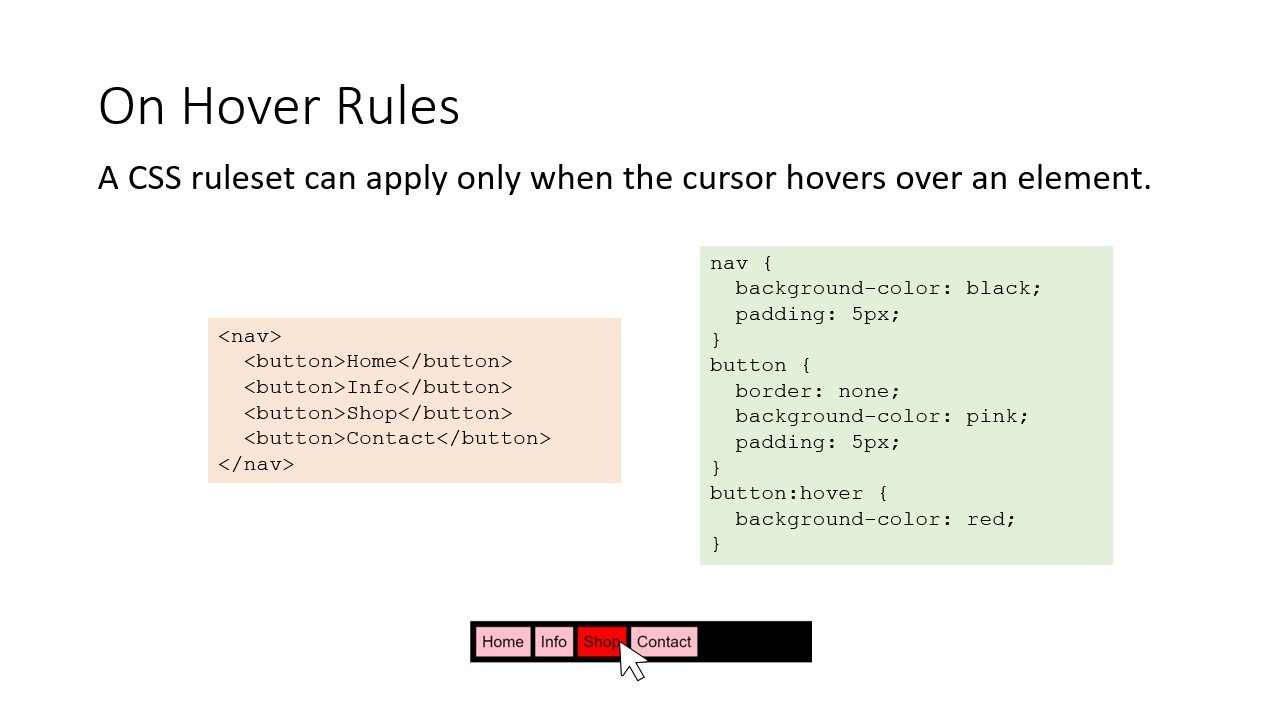 On Hover Rules
A CSS ruleset can apply only when the cursor hovers over an element.
<nav>
  <button>Home</button>
  <button>Info</button>
  <button>Shop</button>
  <button>Contact</button>
</nav>
nav {
  background-color: black;
  padding: 5px;
}
button {
  border: none;
  background-color: pink;
  padding: 5px;
}
button:hover {
  background-color: red;
}
Home Info Shop Contact